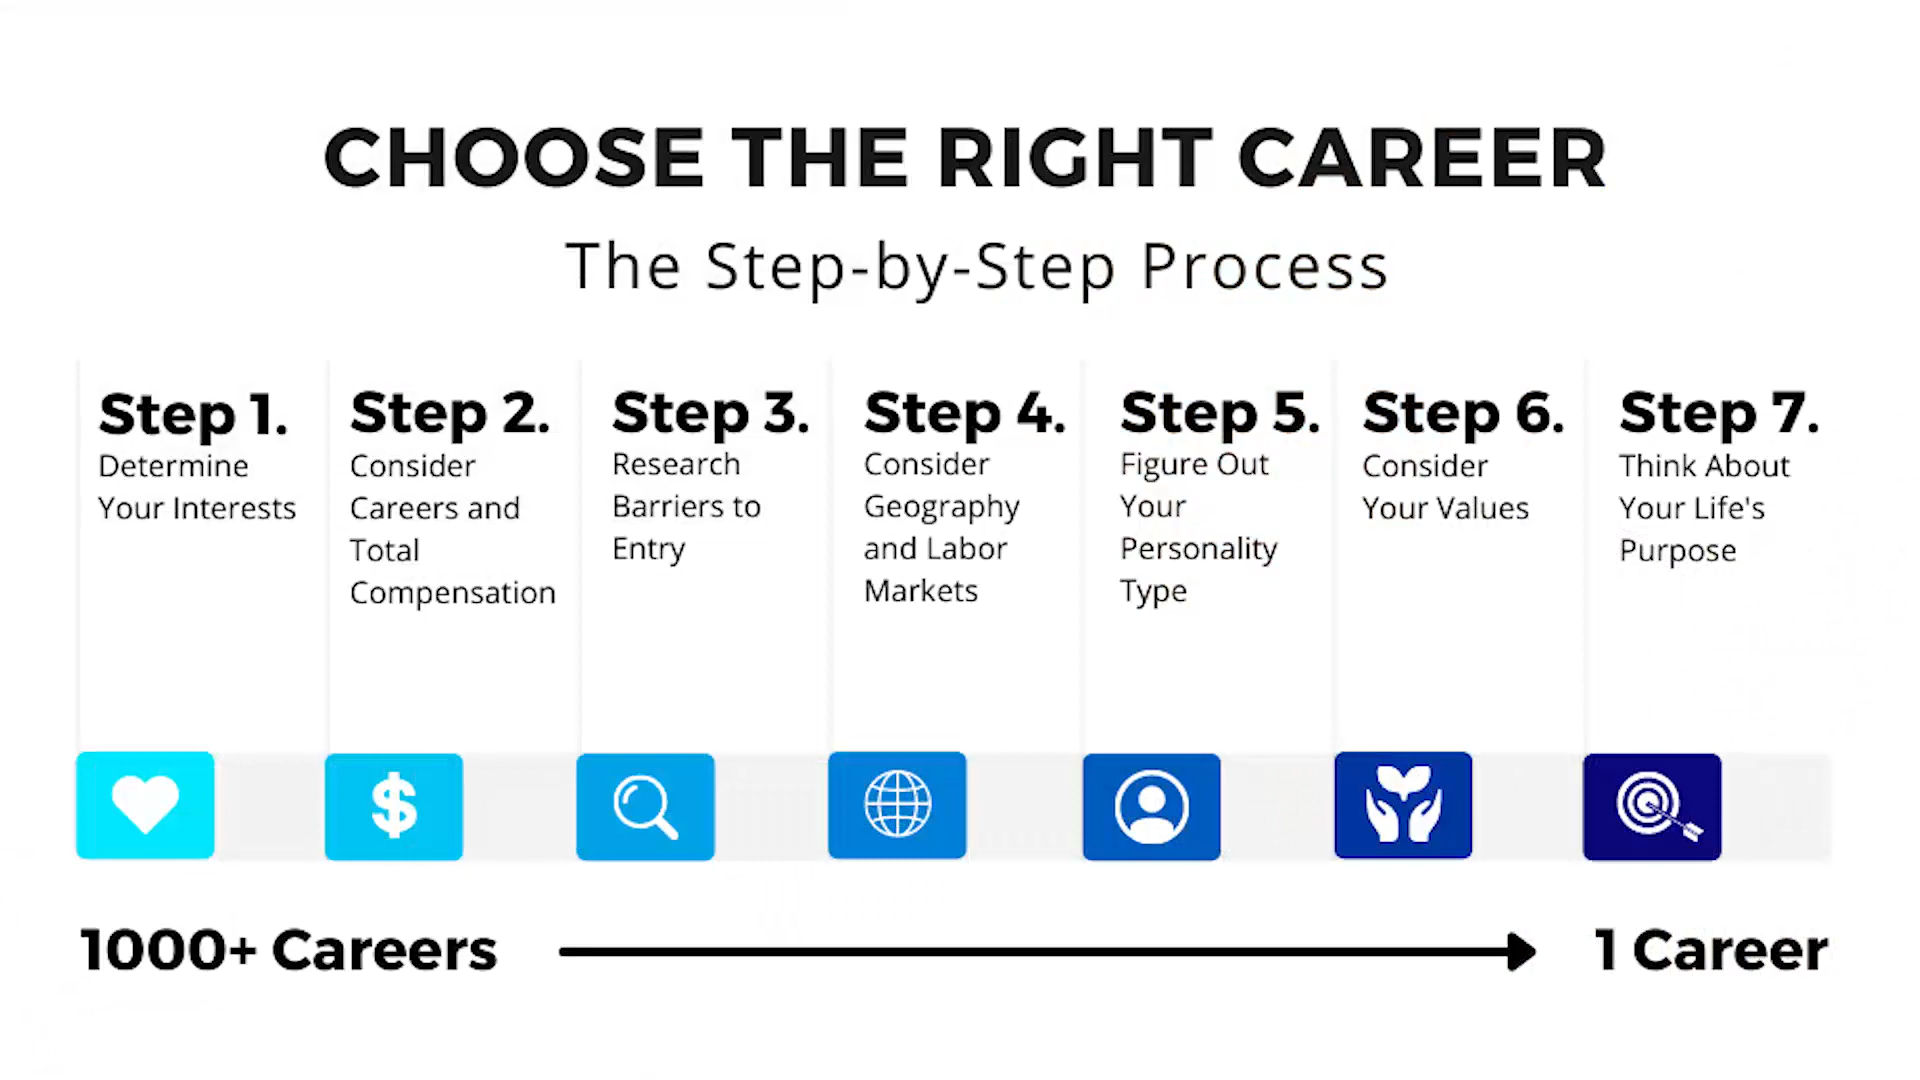 CHOOSE THE RIGHT CAREER
The Step-by-Step Process
Step 1.
Determine
Your Interests
Step 2.
Consider
Careers and
Total
Compensation
Step 3.
Research
Barriers to
Entry
Step 4.
Consider
Geography
and Labor
Markets
Step 5.
Figure Out
Your
Personality
Type
Step 6.
Consider
Your Values
Step 7.
Think About
Your Life's
Purpose
$
1000+ Careers
1 Career